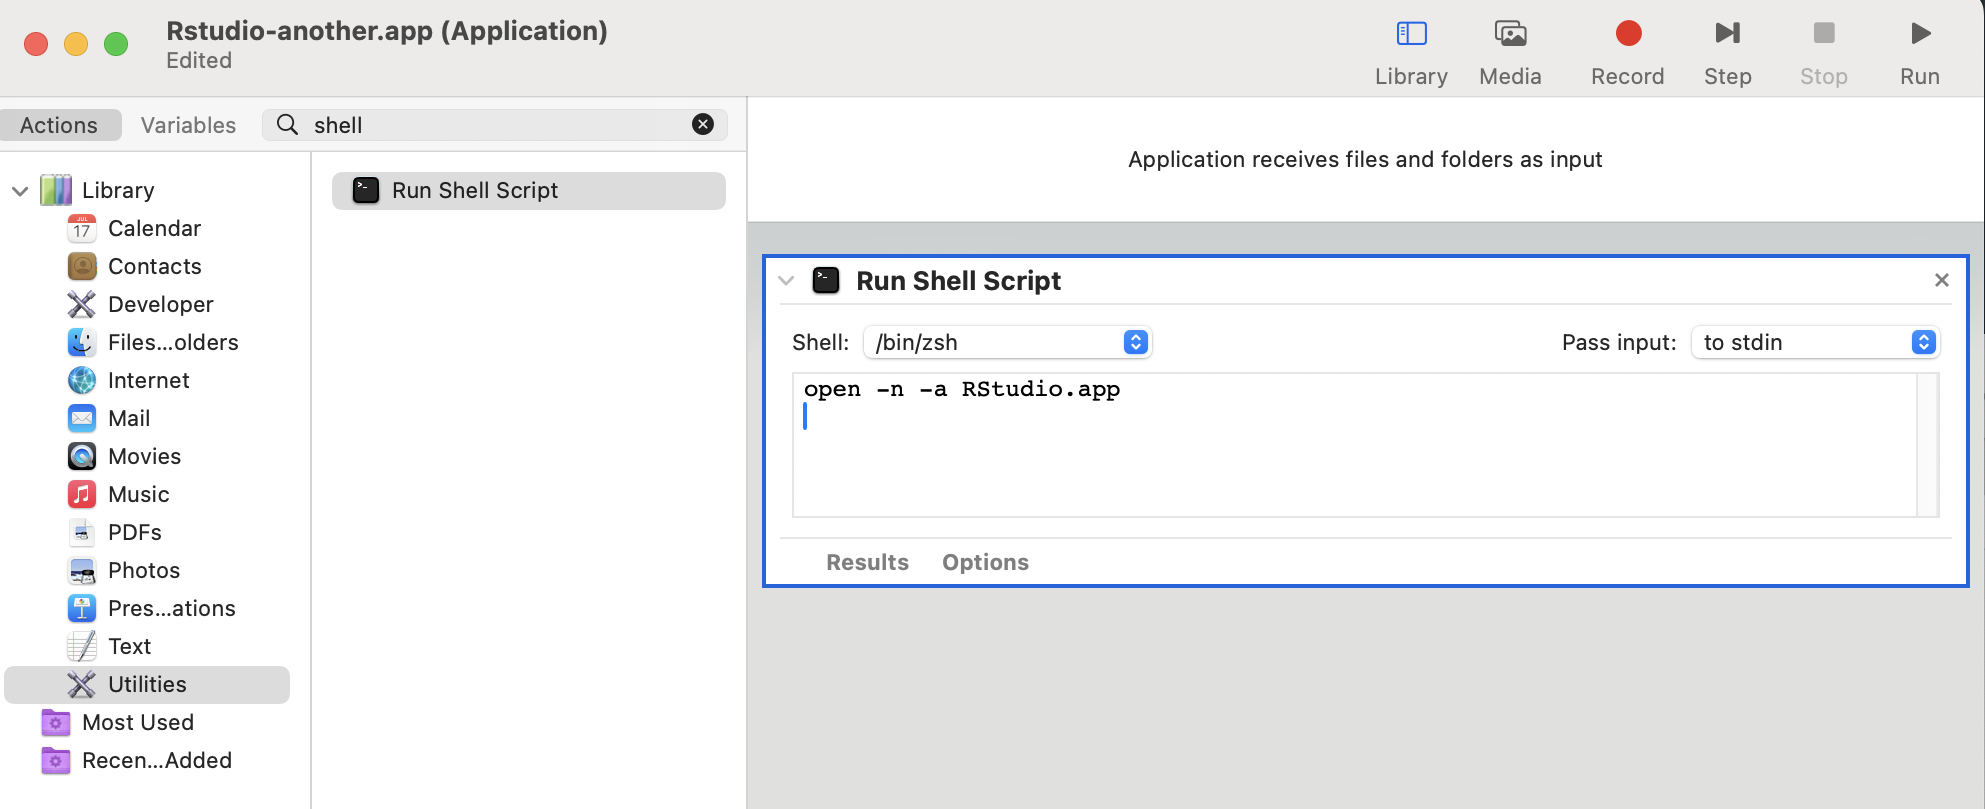 Rstudio-another.app (Application)
Edited
Library
Media
Record
Step
Stop
Run
Actions
Variables
shell
Library
JUL
17
Calendar
Contacts
Developer
Files...olders
Internet
Mail
Movies
Music
PDFs
Photos
Pres...ations
Text
Utilities
Most Used
Recen...Added
Run Shell Script
Application receives files and folders as input
Run Shell Script
Shell: /bin/zsh
Pass input: to stdin
open -n -a RStudio.app
Results Options